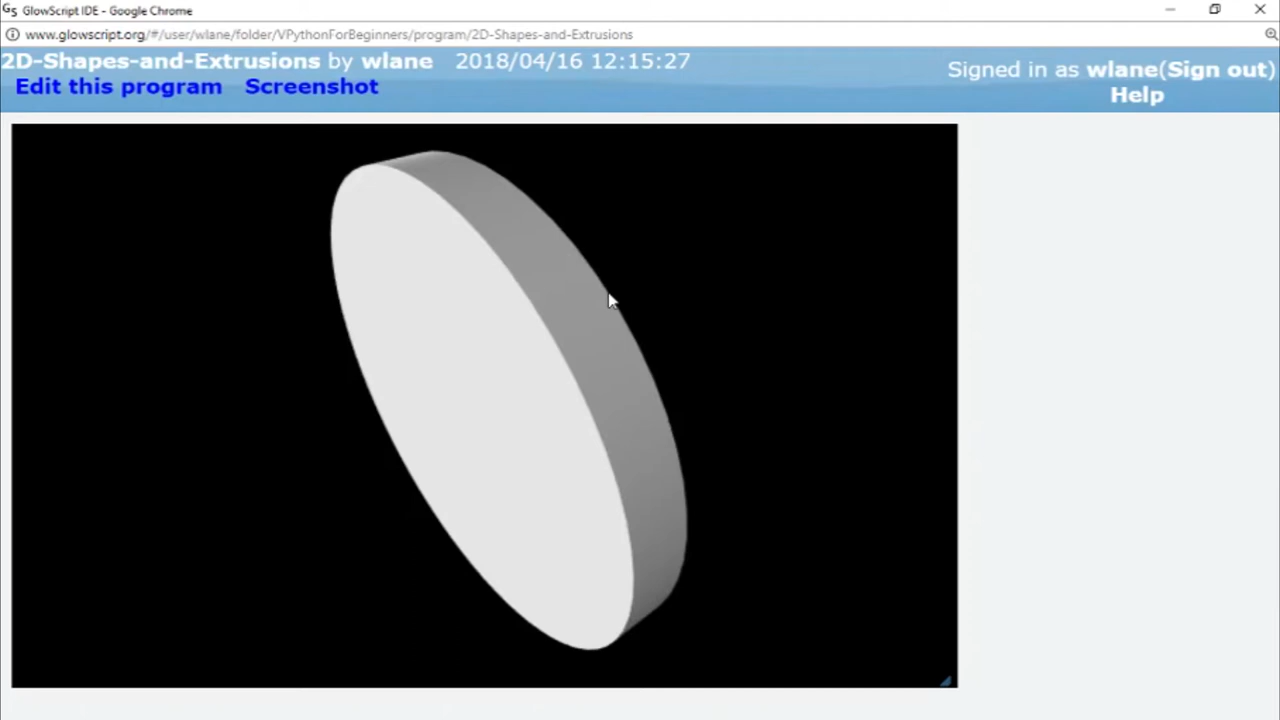 GlowScript IDE - Google Chrome
www.glowscript.org/#/user/wlane/folder/VPythonForBeginners/program/2D-Shapes-and-Extrusions
2D-Shapes-and-Extrusions by wlane 2018/04/16 12:15:27
Signed in as wlane(Sign out)
Edit this program Screenshot
Help